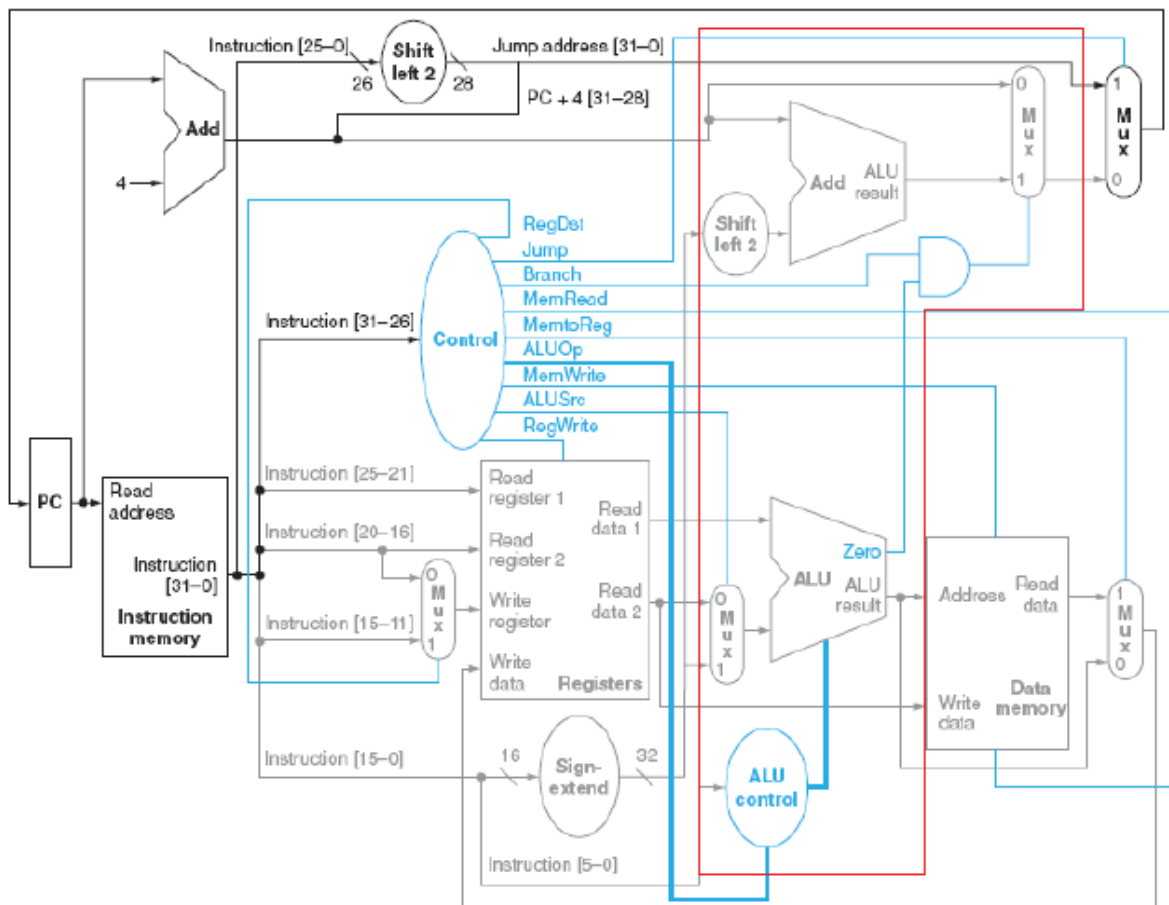 Instruction [25–0]
Shift
left 2
Jump address [31–0]
26
28
PC + 4 [31–28]
Add
4
0
M
u
x
1
1
M
u
x
0
Add
ALU
result
Shift
left 2
RegDst
Jump
Branch
MemRead
MemtoReg
ALUOp
MemWrite
ALUSrc
RegWrite
Instruction [31–26]
Control
PC
Read
address
Instruction
[31–0]
Instruction
memory
Instruction [25–21]
Instruction [20–16]
Instruction [15–11]
0
M
u
x
1
Read
register 1
Read
register 2
Write
register
Write
data
Read
data 1
Read
data 2
Registers
0
M
u
x
1
Zero
ALU
ALU
result
Address
Read
data
Write
data
Data
memory
1
M
u
x
0
Instruction [15–0]
16
Sign-
extend
32
ALU
control
Instruction [5–0]